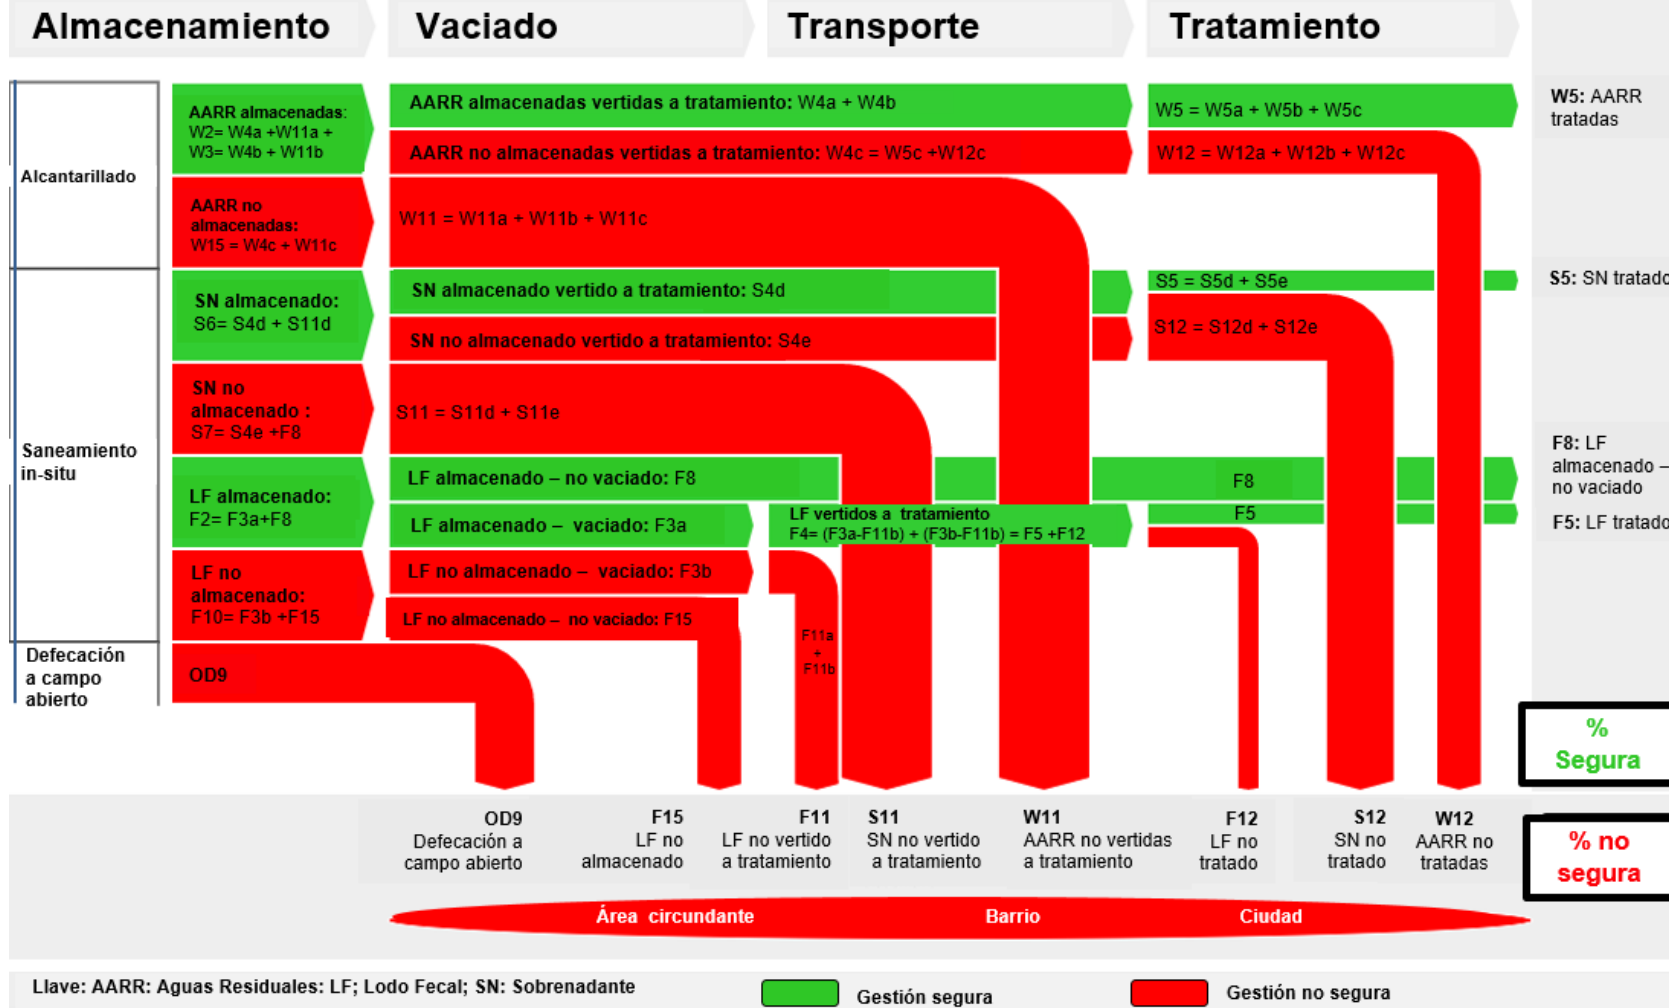 Almacenamiento
Vaciado
Transporte
Tratamiento
Alcantarillado
AARR almacenadas:
W2= W4a +W11a +
W3= W4b + W11b
AARR almacenadas vertidas a tratamiento: W4a + W4b
W5 = W5a + W5b + W5c
W5: AARR
tratadas
AARR no almacenadas vertidas a tratamiento: W4c = W5c +W12c
W12 = W12a + W12b + W12c
AARR no
almacenadas:
W15 = W4c + W11c
W11 = W11a + W11b + W11c
Saneamiento
in-situ
SN almacenado:
S6= S4d + S11d
SN almacenado vertido a tratamiento: S4d
S5 = S5d + S5e
S5: SN tratado
SN no almacenado vertido a tratamiento: S4e
S12 = S12d + S12e
SN no
almacenado :
S7= S4e +F8
S11 = S11d + S11e
LF almacenado:
F2= F3a+F8
LF almacenado – no vaciado: F8
F8
F8: LF
almacenado –
no vaciado
LF almacenado – vaciado: F3a
LF vertidos a tratamiento
F4= (F3a-F11b) + (F3b-F11b) = F5 +F12
F5
F5: LF tratado
LF no
almacenado:
F10= F3b +F15
LF no almacenado – vaciado: F3b
LF no almacenado – no vaciado: F15
F11a
+
F11b
Defecación
a campo
abierto
OD9
%
Segura
OD9
Defecación a
campo abierto
F15
LF no
almacenado
F11
LF no vertido
a tratamiento
S11
SN no vertido
a tratamiento
W11
AARR no vertidas
a tratamiento
F12
LF no
tratado
S12
SN no
tratado
W12
AARR no
tratadas
% no
segura
Área circundante
Barrio
Ciudad
Llave: AARR: Aguas Residuales: LF; Lodo Fecal; SN: Sobrenadante
Gestión segura
Gestión no segura